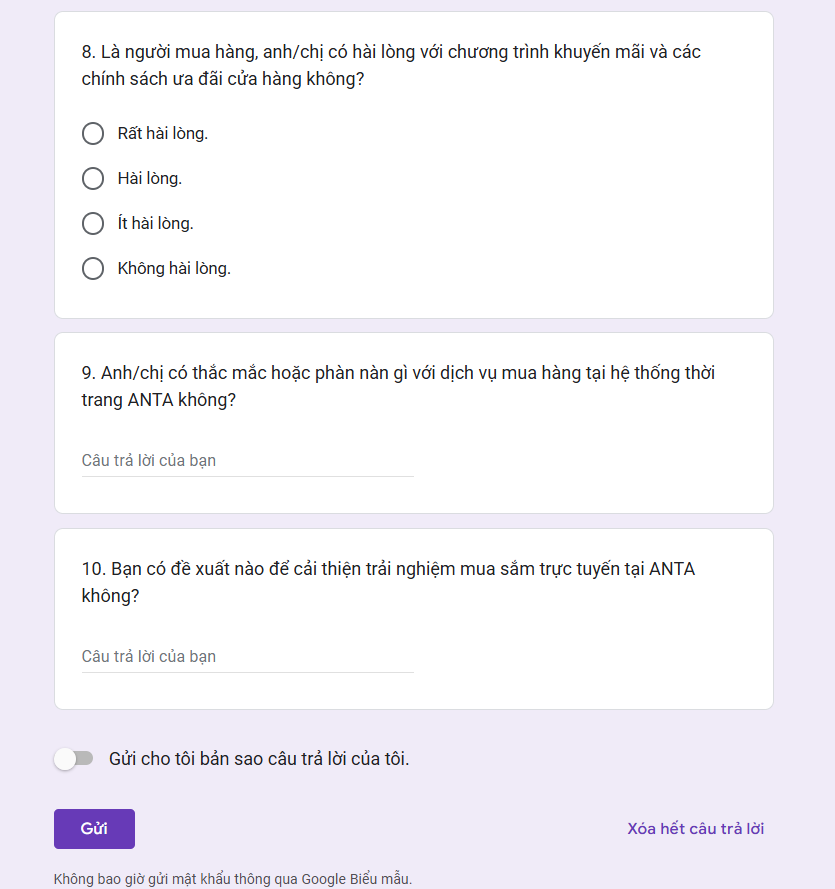 8. Là người mua hàng, anh/chị có hài lòng với chương trình khuyến mãi và các
chính sách ưa đãi cửa hàng không?
Rất hài lòng.
Hài lòng.
Ít hài lòng.
Không hài lòng.
9. Anh/chị có thắc mắc hoặc phàn nàn gì với dịch vụ mua hàng tại hệ thống thời
trang ANTA không?
Câu trả lời của bạn
10. Bạn có đề xuất nào để cải thiện trải nghiệm mua sắm trực tuyến tại ANTA
không?
Câu trả lời của bạn
Gửi cho tôi bản sao câu trả lời của tôi.
Gửi
Xóa hết câu trả lời
Không bao giờ gửi mật khẩu thông qua Google Biểu mẫu.